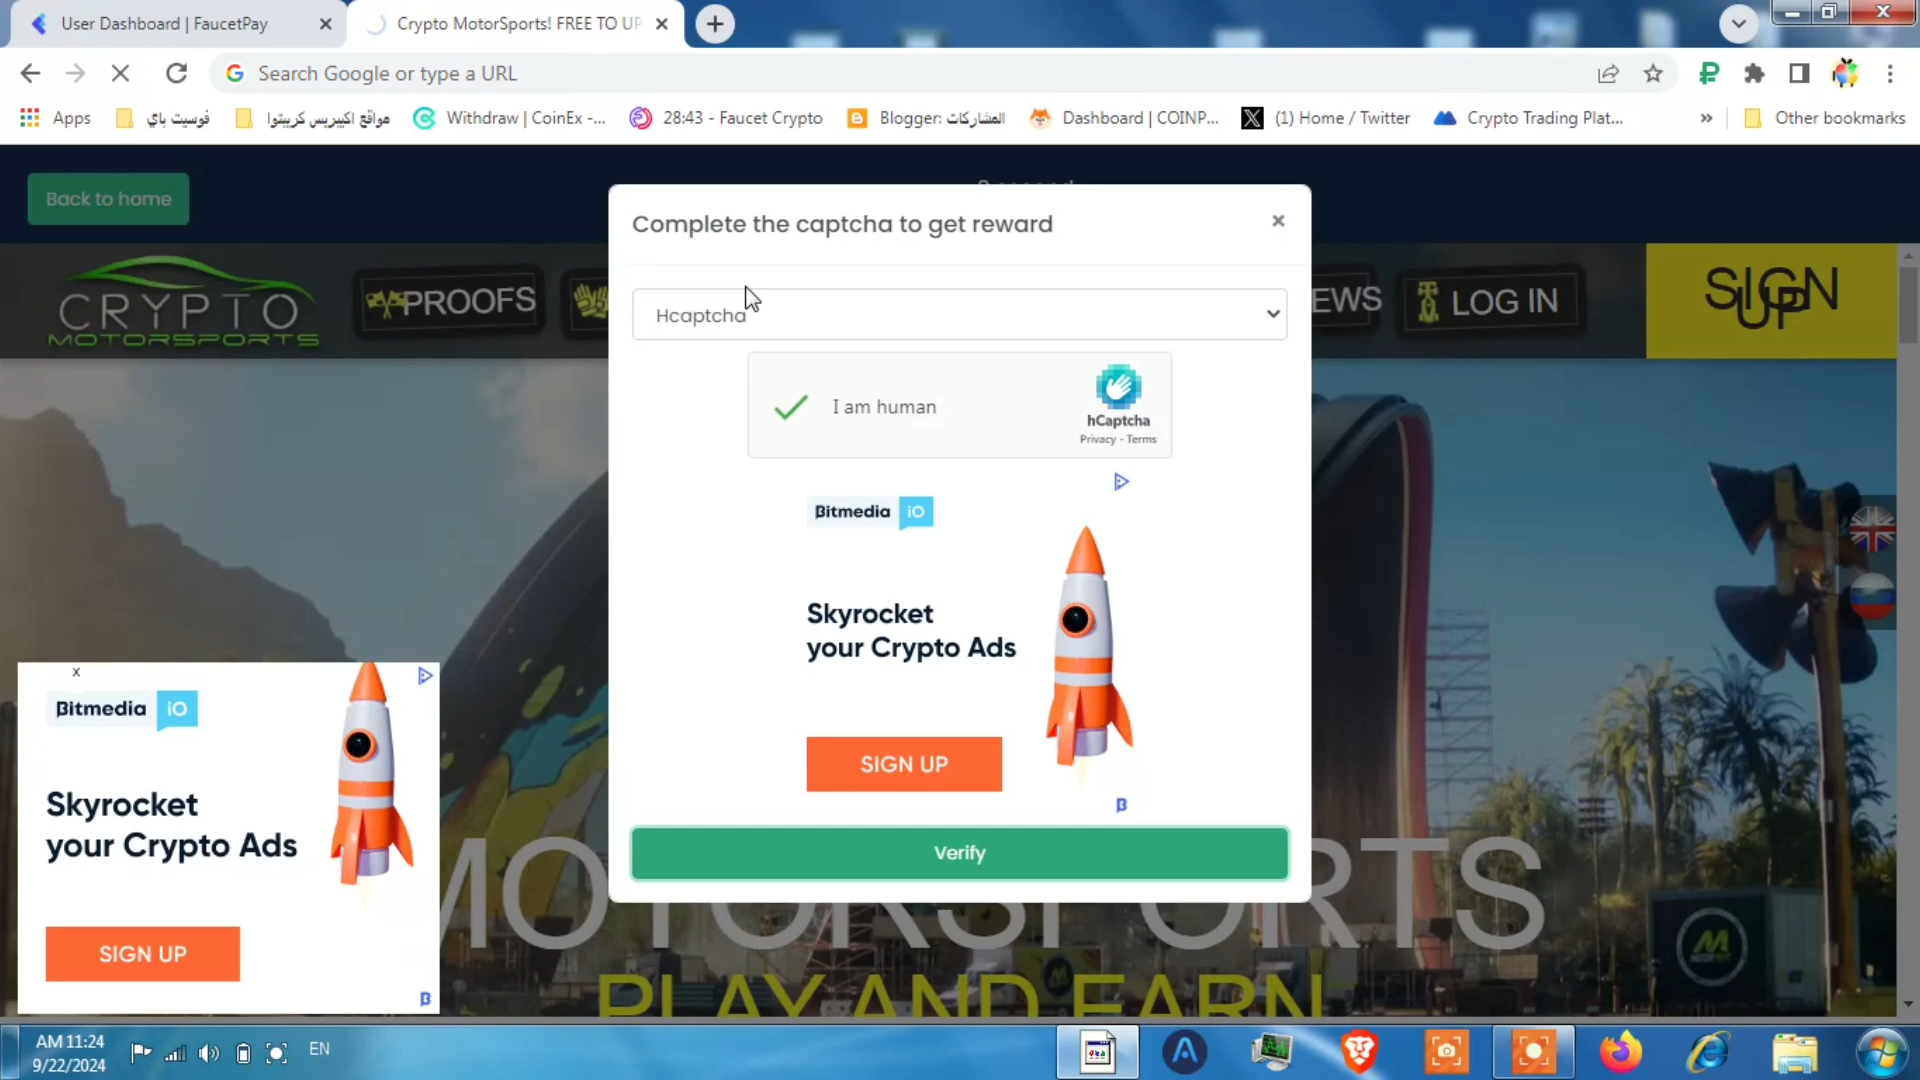 User Dashboard | FaucetPay
Crypto MotorSports! FREE TO UP
Search Google or type a URL
Apps
فوسيت باي
مواقع اكسبريس كريبتوا
Withdraw | CoinEx -...
28:43 - Faucet Crypto
Blogger: المشاركات
Dashboard | COINP...
(1) Home / Twitter
Crypto Trading Plat...
Other bookmarks
Back to home
Complete the captcha to get reward
×
CRYPTO
MOTORSPORTS
PROOFS
EWS
LOG IN
SIGN
UP
Hcaptcha
I am human
hCaptcha
Privacy - Terms
Bitmedia iO
Skyrocket
your Crypto Ads
SIGN UP
Verify
x
Bitmedia iO
Skyrocket
your Crypto Ads
SIGN UP
MOTORSPORTS
PLAY AND EARN
AM 11:24
9/22/2024
EN